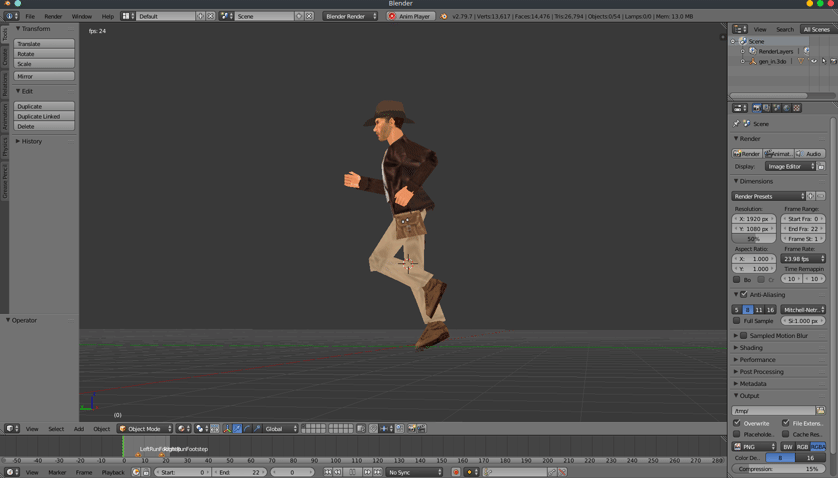 Blender
File Render Window Help Default Scene Blender Render Anim Player v2.79.7 | Verts:13,617 | Faces:14,476 | Tris:26,794 | Objects:0/54 | Lamps:0/0 | Mem: 13.0 MB
View Search All Scenes
fps: 24
Tools
Create
Relations
Animation
Physics
Grease Pencil
Transform
Translate
Rotate
Scale
Mirror
Edit
Duplicate
Duplicate Linked
Delete
History
Operator
(0)
Scene
RenderLayers
gen_in.3do
Scene
Render
Render Animat. Audio
Display: Image Editor
Dimensions
Render Presets
Resolution: Frame Range:
X: 1920 px Start Fra: 0
Y: 1080 px End Fra: 22
50% Frame St: 1
Aspect Ratio: Frame Rate:
X: 1.000 23.98 fps
Y: 1.000 Time Remappin
Bo 10 10
Anti-Aliasing
5 8 11 16 Mitchell-Netr..
Full Sample Si:1.000 px
Sampled Motion Blur
Shading
Performance
Post Processing
Metadata
Output
/tmp/
Overwrite File Extens..
Placeholde.. Cache Res..
PNG BW RGB RGBA
Color De.. 8 16
Compression: 15%
View Select Add Object Object Mode Global
-50 -40 -30 -20 -10 0 10 20 30 40 50 60 70 80 90 100 110 120 130 140 150 160 170 180 190 200 210 220 230 240 250 260 270 280
View Marker Frame Playback Start: 0 End: 22 0 No Sync